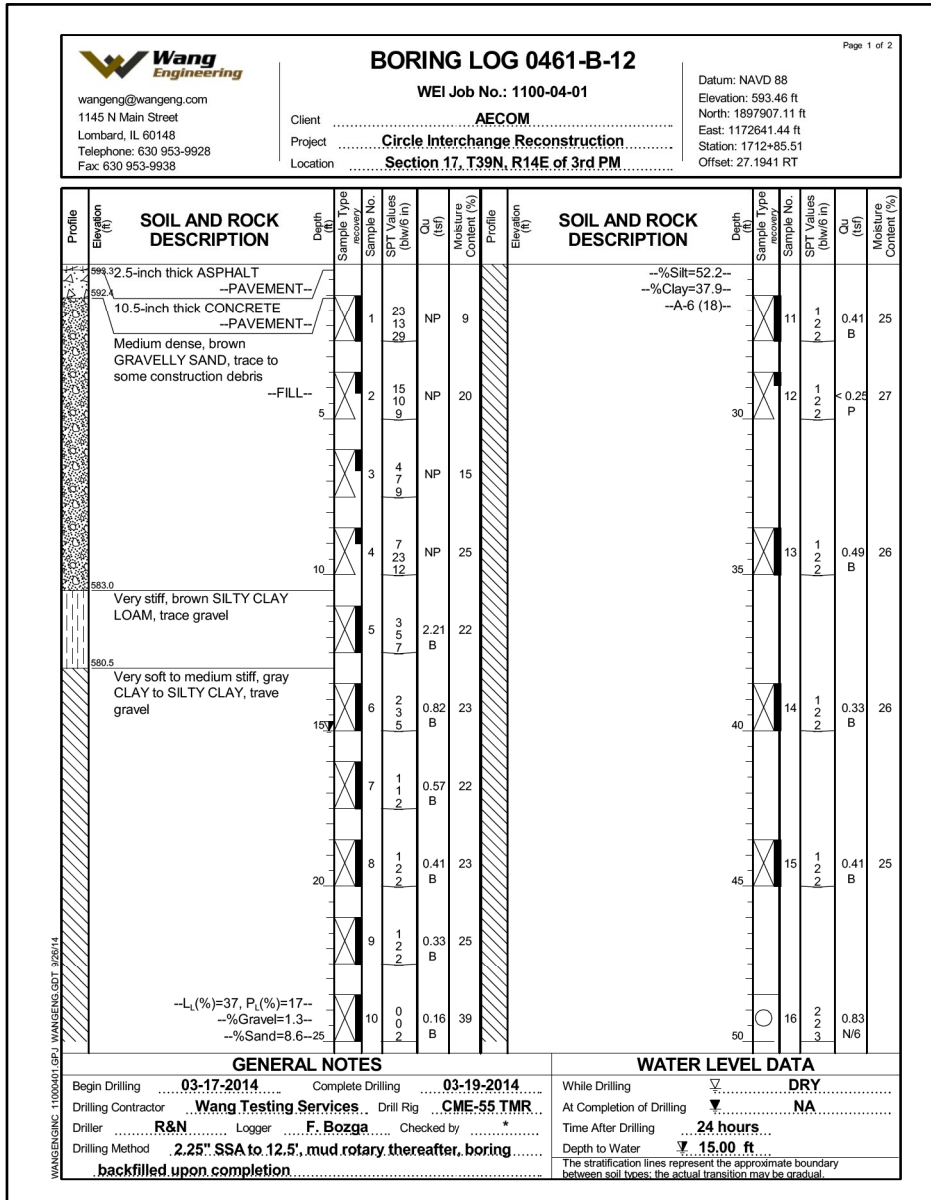 Page 1 of 2
Wang
Engineering
wangeng@wangeng.com
1145 N Main Street
Lombard, IL 60148
Telephone: 630 953-9928
Fax: 630 953-9938
BORING LOG 0461-B-12
WEI Job No.: 1100-04-01
Client AECOM
Project Circle Interchange Reconstruction
Location Section 17, T39N, R14E of 3rd PM
Datum: NAVD 88
Elevation: 593.46 ft
North: 1897907.11 ft
East: 1172641.44 ft
Station: 1712+85.51
Offset: 27.1941 RT
Profile
Elevation (ft)
SOIL AND ROCK
DESCRIPTION
Depth (ft)
Sample Type
recovery
Sample No.
SPT Values (blw/6 in)
Qu (tsf)
Moisture Content (%)
593.3 2.5-inch thick ASPHALT
--PAVEMENT--
592.4
10.5-inch thick CONCRETE
--PAVEMENT--
1 23 13 29 NP 9
Medium dense, brown
GRAVELLY SAND, trace to
some construction debris
--FILL--
2 15 10 9 NP 20
5
3 4 7 9 NP 15
4 7 23 12 NP 25
10
583.0
Very stiff, brown SILTY CLAY
LOAM, trace gravel
5 3 5 7 2.21 B 22
580.5
Very soft to medium stiff, gray
CLAY to SILTY CLAY, trave
gravel
6 2 3 5 0.82 B 23
15
7 1 1 2 0.57 B 22
8 1 2 2 0.41 B 23
20
9 1 2 2 0.33 B 25
--LL(%)=37, PL(%)=17--
--%Gravel=1.3--
--%Sand=8.6-- 25
10 0 0 2 0.16 B 39
Profile
Elevation (ft)
SOIL AND ROCK
DESCRIPTION
Depth (ft)
Sample Type
recovery
Sample No.
SPT Values (blw/6 in)
Qu (tsf)
Moisture Content (%)
--%Silt=52.2--
--%Clay=37.9--
--A-6 (18)--
11 1 2 2 0.41 B 25
12 1 2 2 < 0.25 P 27
30
13 1 2 2 0.49 B 26
35
14 1 2 2 0.33 B 26
40
15 1 2 2 0.41 B 25
45
16 2 2 3 0.83 N/6
50
WANGENGINC 11000401.GPJ WANGENG.GDT 9/26/14
GENERAL NOTES
Begin Drilling 03-17-2014 Complete Drilling 03-19-2014
Drilling Contractor Wang Testing Services Drill Rig CME-55 TMR
Driller R&N Logger F. Bozga Checked by *
Drilling Method 2.25" SSA to 12.5', mud rotary thereafter, boring
backfilled upon completion
WATER LEVEL DATA
While Drilling DRY
At Completion of Drilling NA
Time After Drilling 24 hours
Depth to Water 15.00 ft
The stratification lines represent the approximate boundary
between soil types; the actual transition may be gradual.